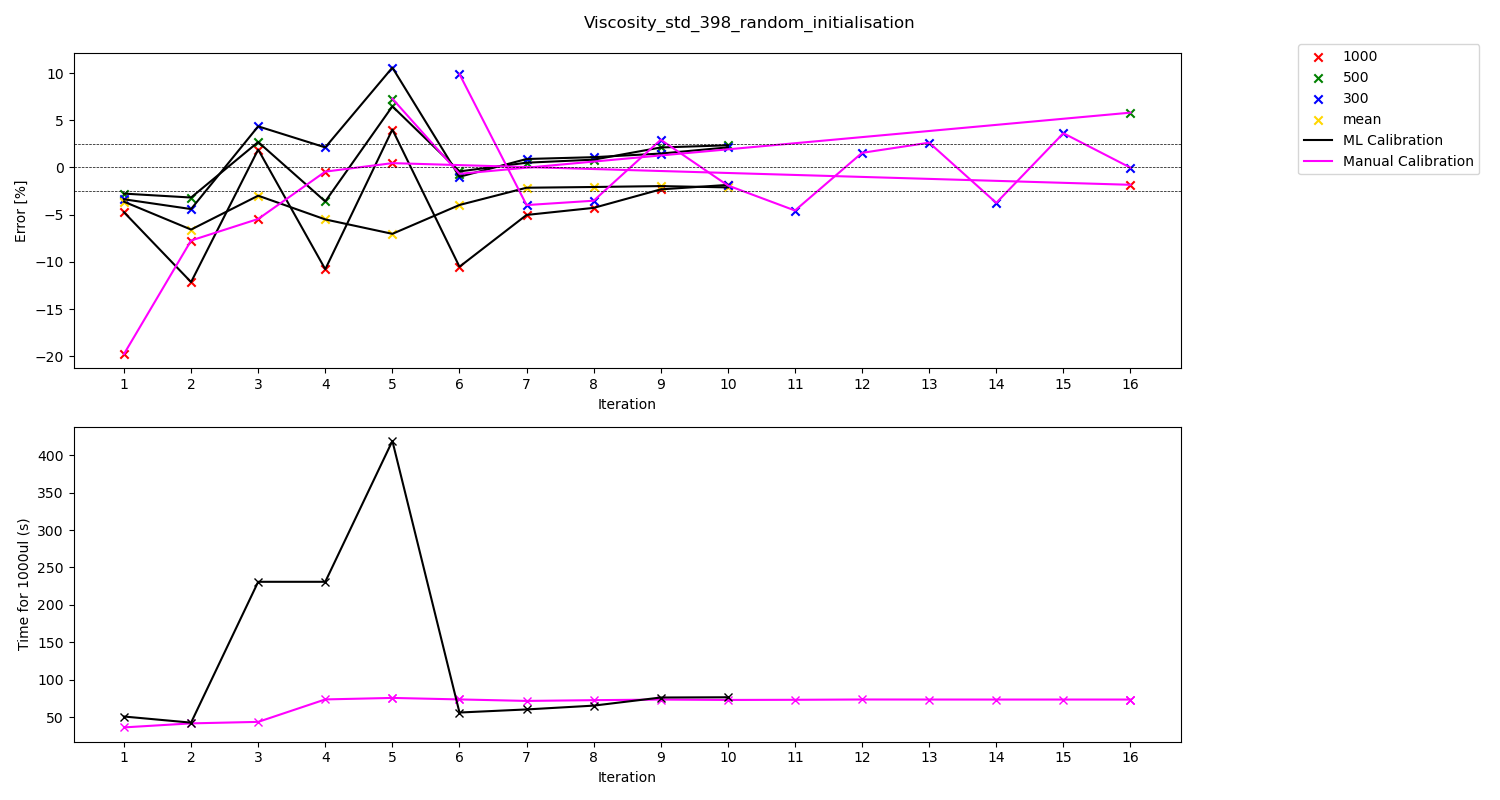 Viscosity_std_398_random_initialisation
10
5
0
−5
−10
−15
−20
Error [%]
1 2 3 4 5 6 7 8 9 10 11 12 13 14 15 16
Iteration
1000
500
300
mean
ML Calibration
Manual Calibration
400
350
300
250
200
150
100
50
Time for 1000ul (s)
1 2 3 4 5 6 7 8 9 10 11 12 13 14 15 16
Iteration